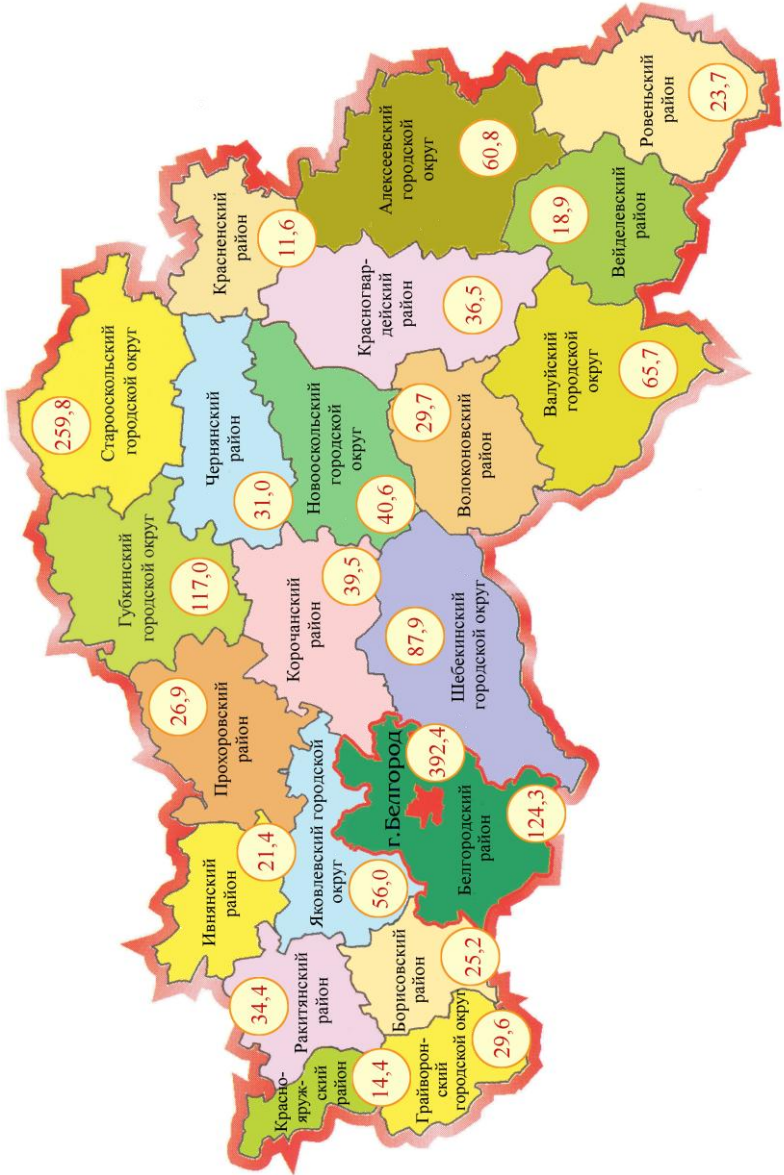 Красно-
яруж-
ский
район
14,4
Ракитянский
район
34,4
Грайворон-
ский
городской округ
29,6
Борисовский
район
25,2
Ивнянский
район
21,4
Яковлевский городской
округ
56,0
г.Белгород
392,4
Белгородский
район
124,3
Прохоровский
район
26,9
Корочанский
район
39,5
Шебекинский
городской округ
87,9
Губкинский
городской округ
117,0
Старооскольский
городской округ
259,8
Чернянский
район
31,0
Новооскольский
городской
округ
40,6
Волоконовский
район
29,7
Красненский
район
11,6
Красногвар-
дейский
район
36,5
Валуйский
городской
округ
65,7
Алексеевский
городской
округ
60,8
Вейделевский
район
18,9
Ровеньский
район
23,7